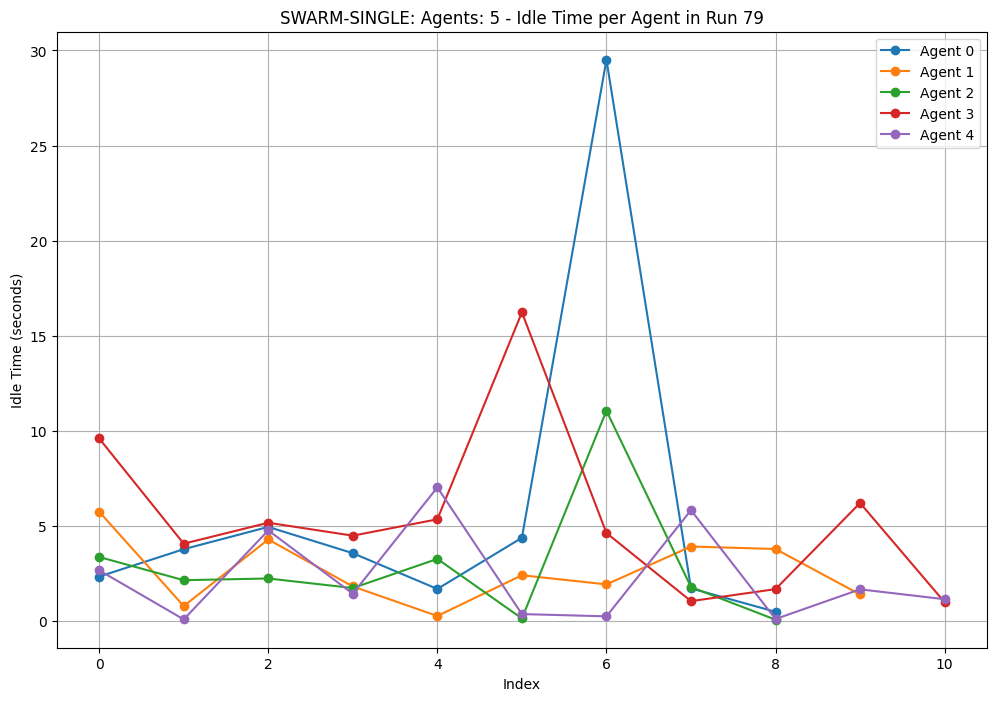 SWARM-SINGLE: Agents: 5 - Idle Time per Agent in Run 79
30
25
20
15
10
5
0
Idle Time (seconds)
0 2 4 6 8 10
Index
Agent 0
Agent 1
Agent 2
Agent 3
Agent 4